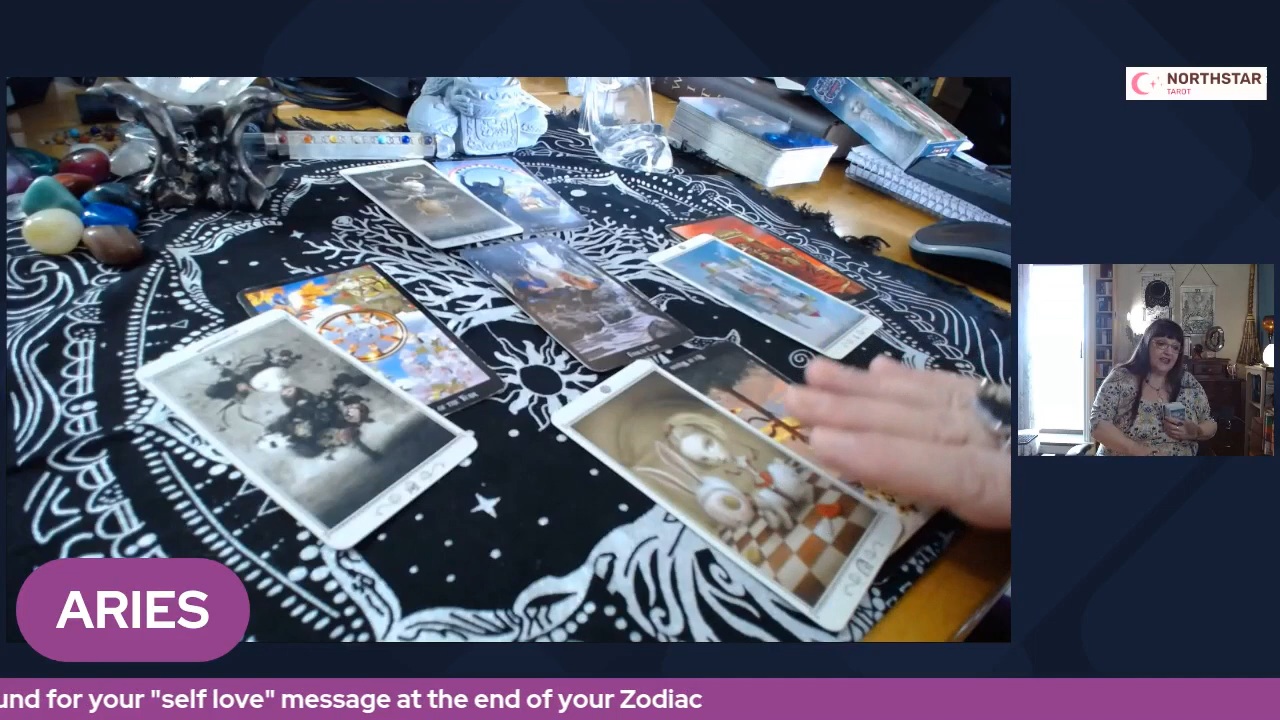 NORTHSTAR
TAROT
ARIES
und for your "self love" message at the end of your Zodiac